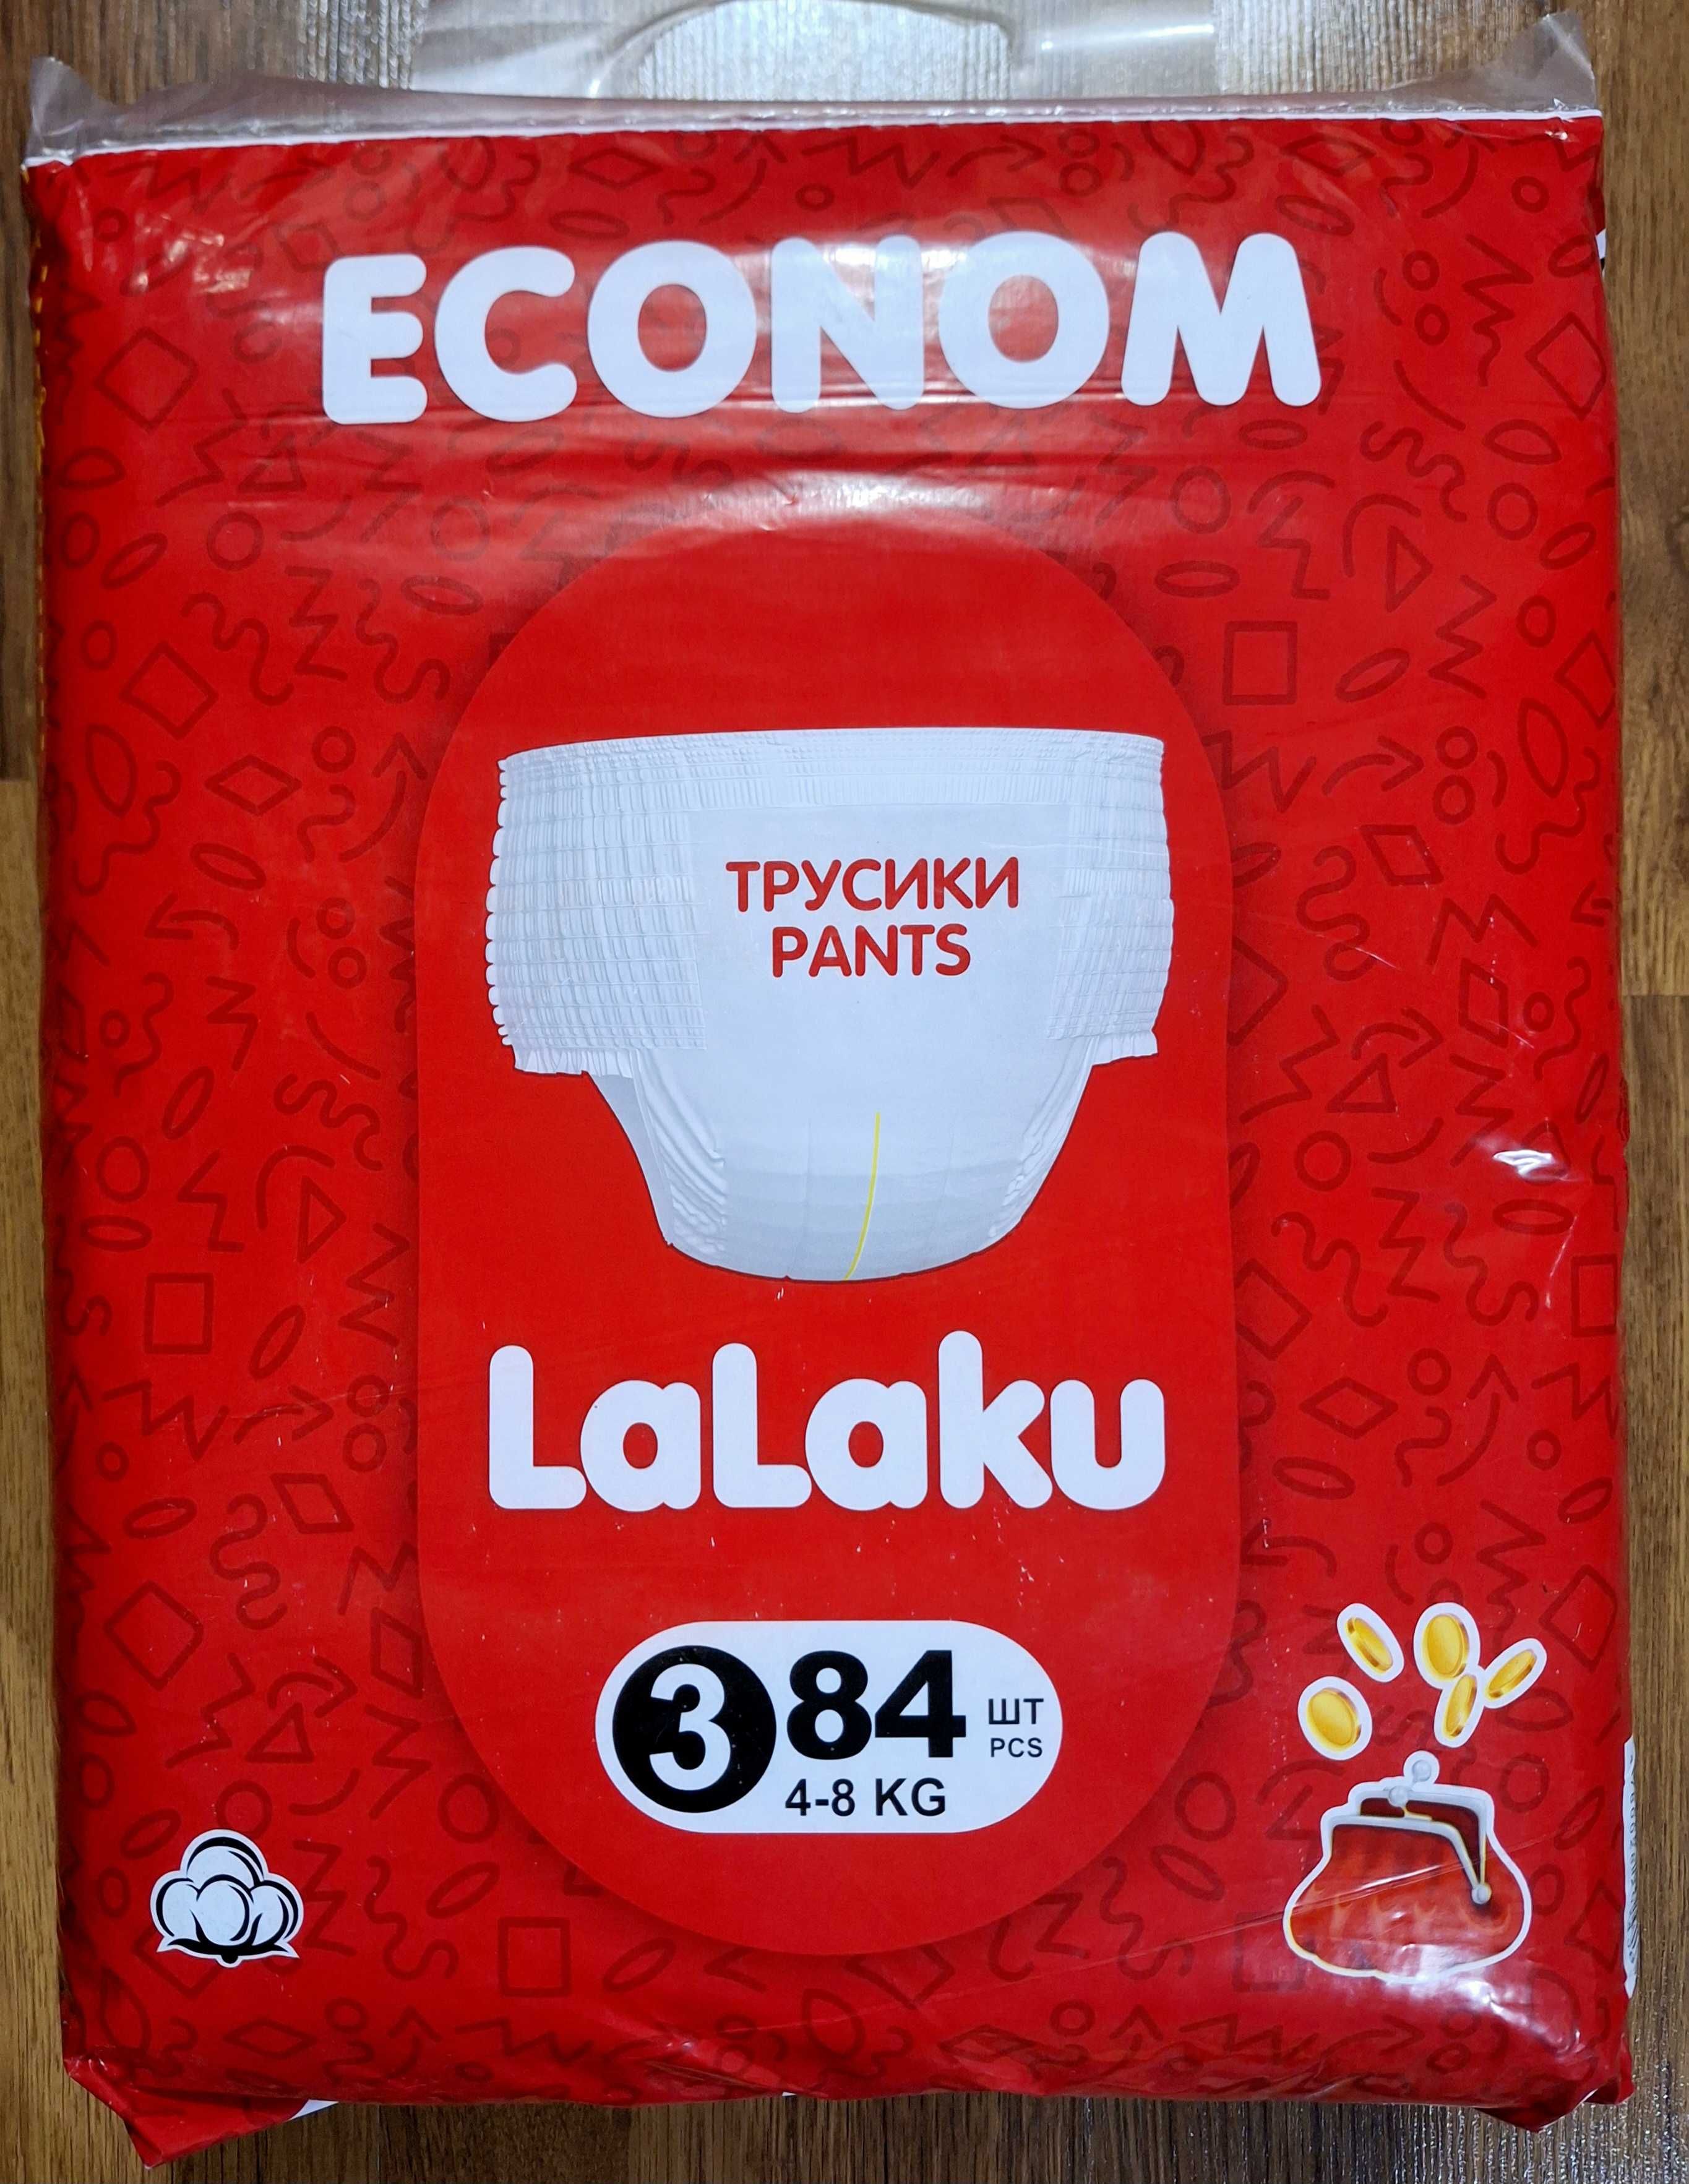 ECONOM
ТРУСИКИ
PANTS
LaLaku
3 84 ШТ
PCS
4-8 KG